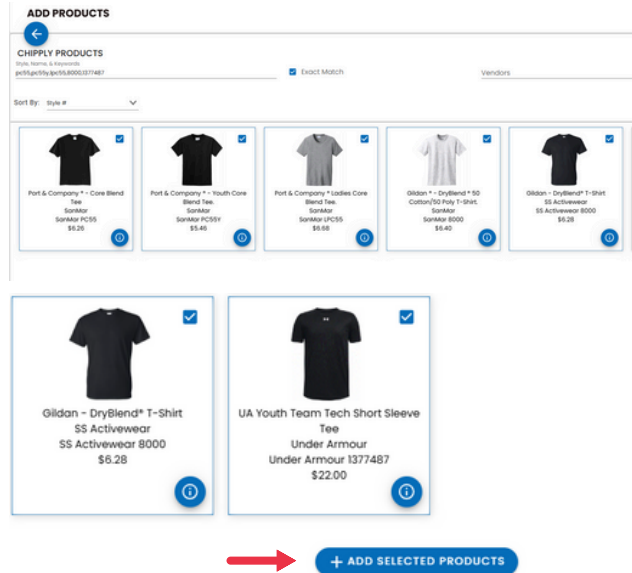 ADD PRODUCTS
CHIPPLY PRODUCTS
Style, Name, & Keywords
pc55,pc55y,lpc55,8000,1377487
Exact Match
Vendors
Sort By: Style #
Port & Company ® - Core Blend
Tee
SanMar
SanMar PC55
$6.26
Port & Company ® - Youth Core
Blend Tee.
SanMar
SanMar PC55Y
$5.46
Port & Company ® Ladies Core
Blend Tee.
SanMar
SanMar LPC55
$6.68
Gildan ® - DryBlend ® 50
Cotton/50 Poly T-Shirt.
SanMar
SanMar 8000
$6.40
Gildan - DryBlend® T-Shirt
SS Activewear
SS Activewear 8000
$6.28
Gildan - DryBlend® T-Shirt
SS Activewear
SS Activewear 8000
$6.28
UA Youth Team Tech Short Sleeve
Tee
Under Armour
Under Armour 1377487
$22.00
+ ADD SELECTED PRODUCTS